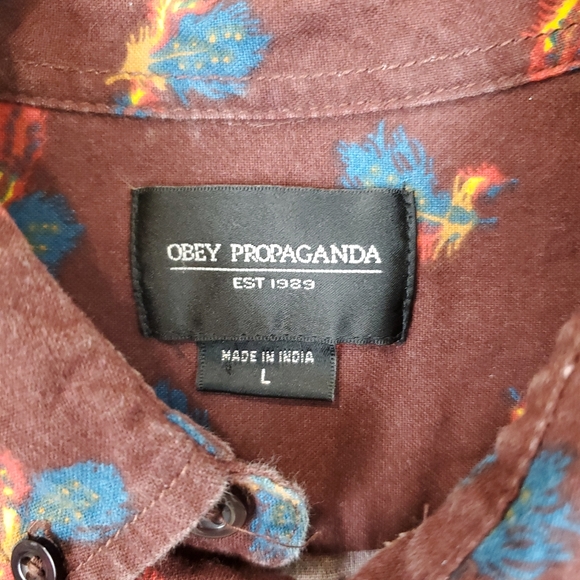 OBEY PROPAGANDA
EST 1989
MADE IN INDIA
L